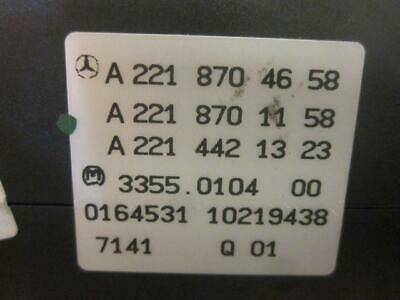 A 221 870 46 58
A 221 870 11 58
A 221 442 13 23
M 3355.0104 00
0164531 10219438
7141 Q 01